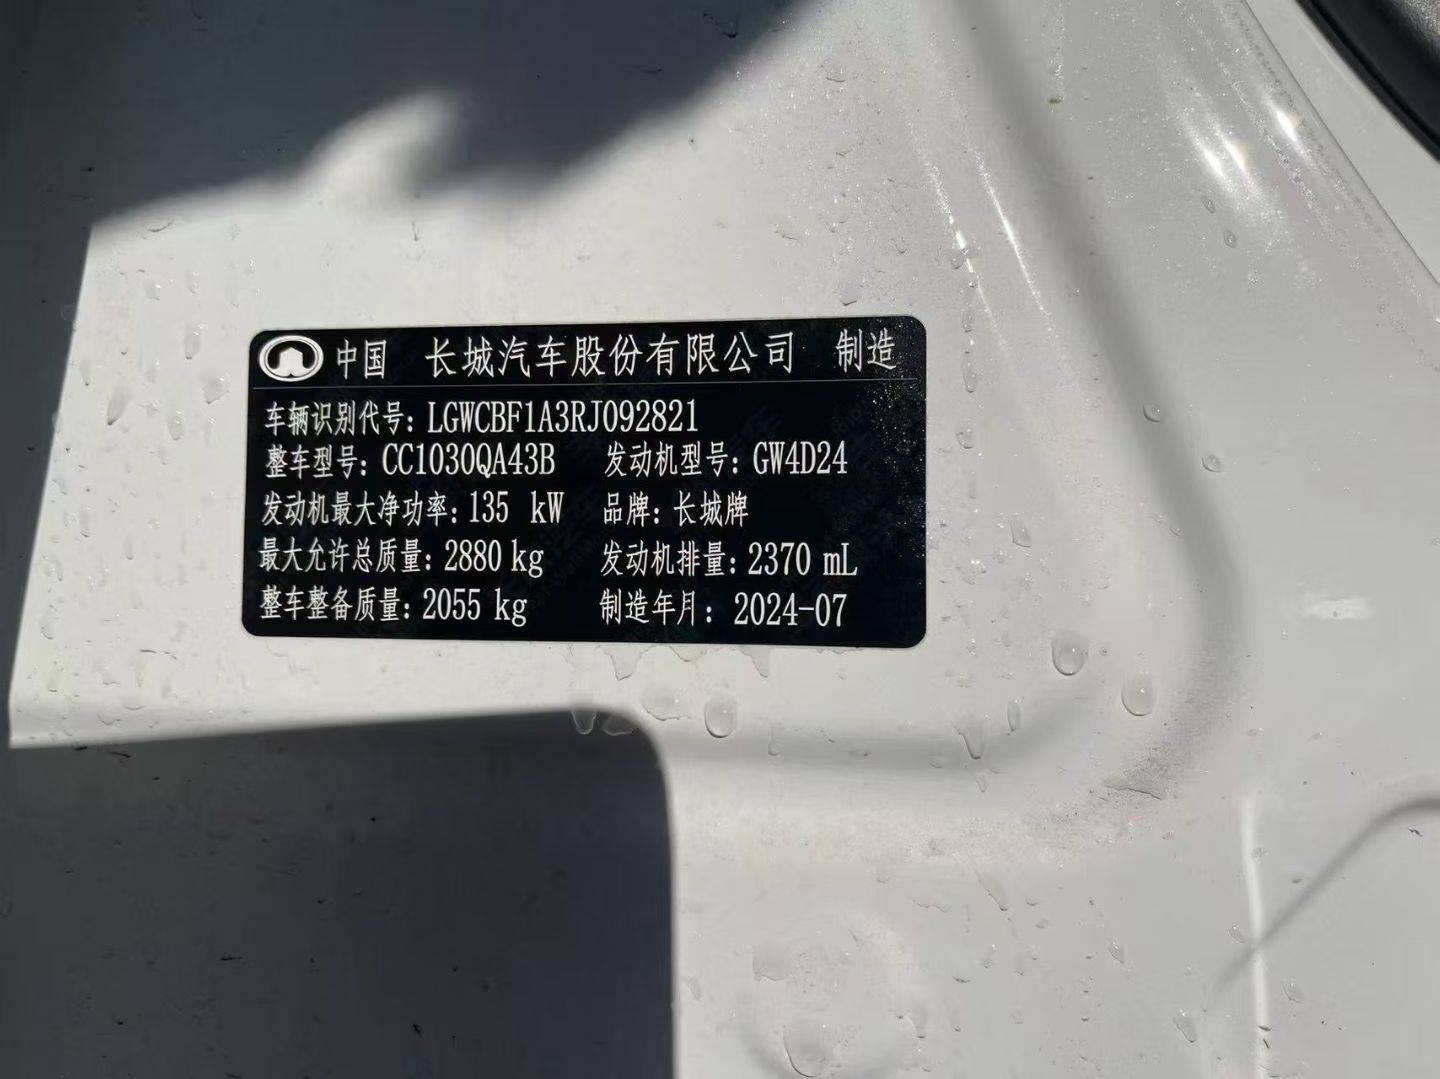 中国 长城汽车股份有限公司 制造
车辆识别代号: LGWCBF1A3RJ092821
整车型号: CC1030QA43B 发动机型号: GW4D24
发动机最大净功率: 135 kW 品牌: 长城牌
最大允许总质量: 2880 kg 发动机排量: 2370 mL
整车整备质量: 2055 kg 制造年月: 2024-07